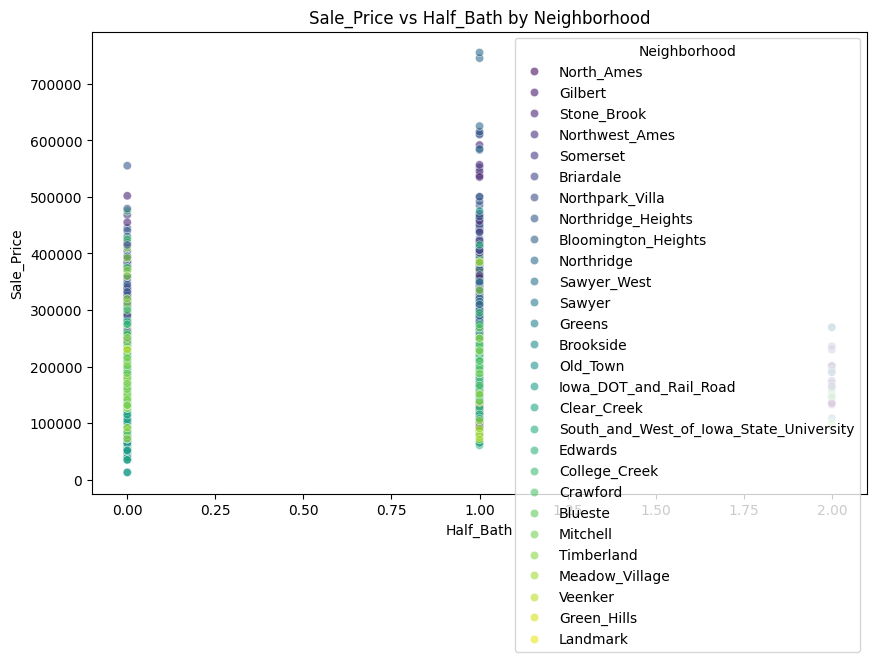 Sale_Price vs Half_Bath by Neighborhood
Neighborhood
North_Ames
Gilbert
Stone_Brook
Northwest_Ames
Somerset
Briardale
Northpark_Villa
Northridge_Heights
Bloomington_Heights
Northridge
Sawyer_West
Sawyer
Greens
Brookside
Old_Town
Iowa_DOT_and_Rail_Road
Clear_Creek
South_and_West_of_Iowa_State_University
Edwards
College_Creek
Crawford
Blueste
Mitchell
Timberland
Meadow_Village
Veenker
Green_Hills
Landmark
Sale_Price
700000
600000
500000
400000
300000
200000
100000
0
0.00 0.25 0.50 0.75 1.00 1.50 1.75 2.00
Half_Bath